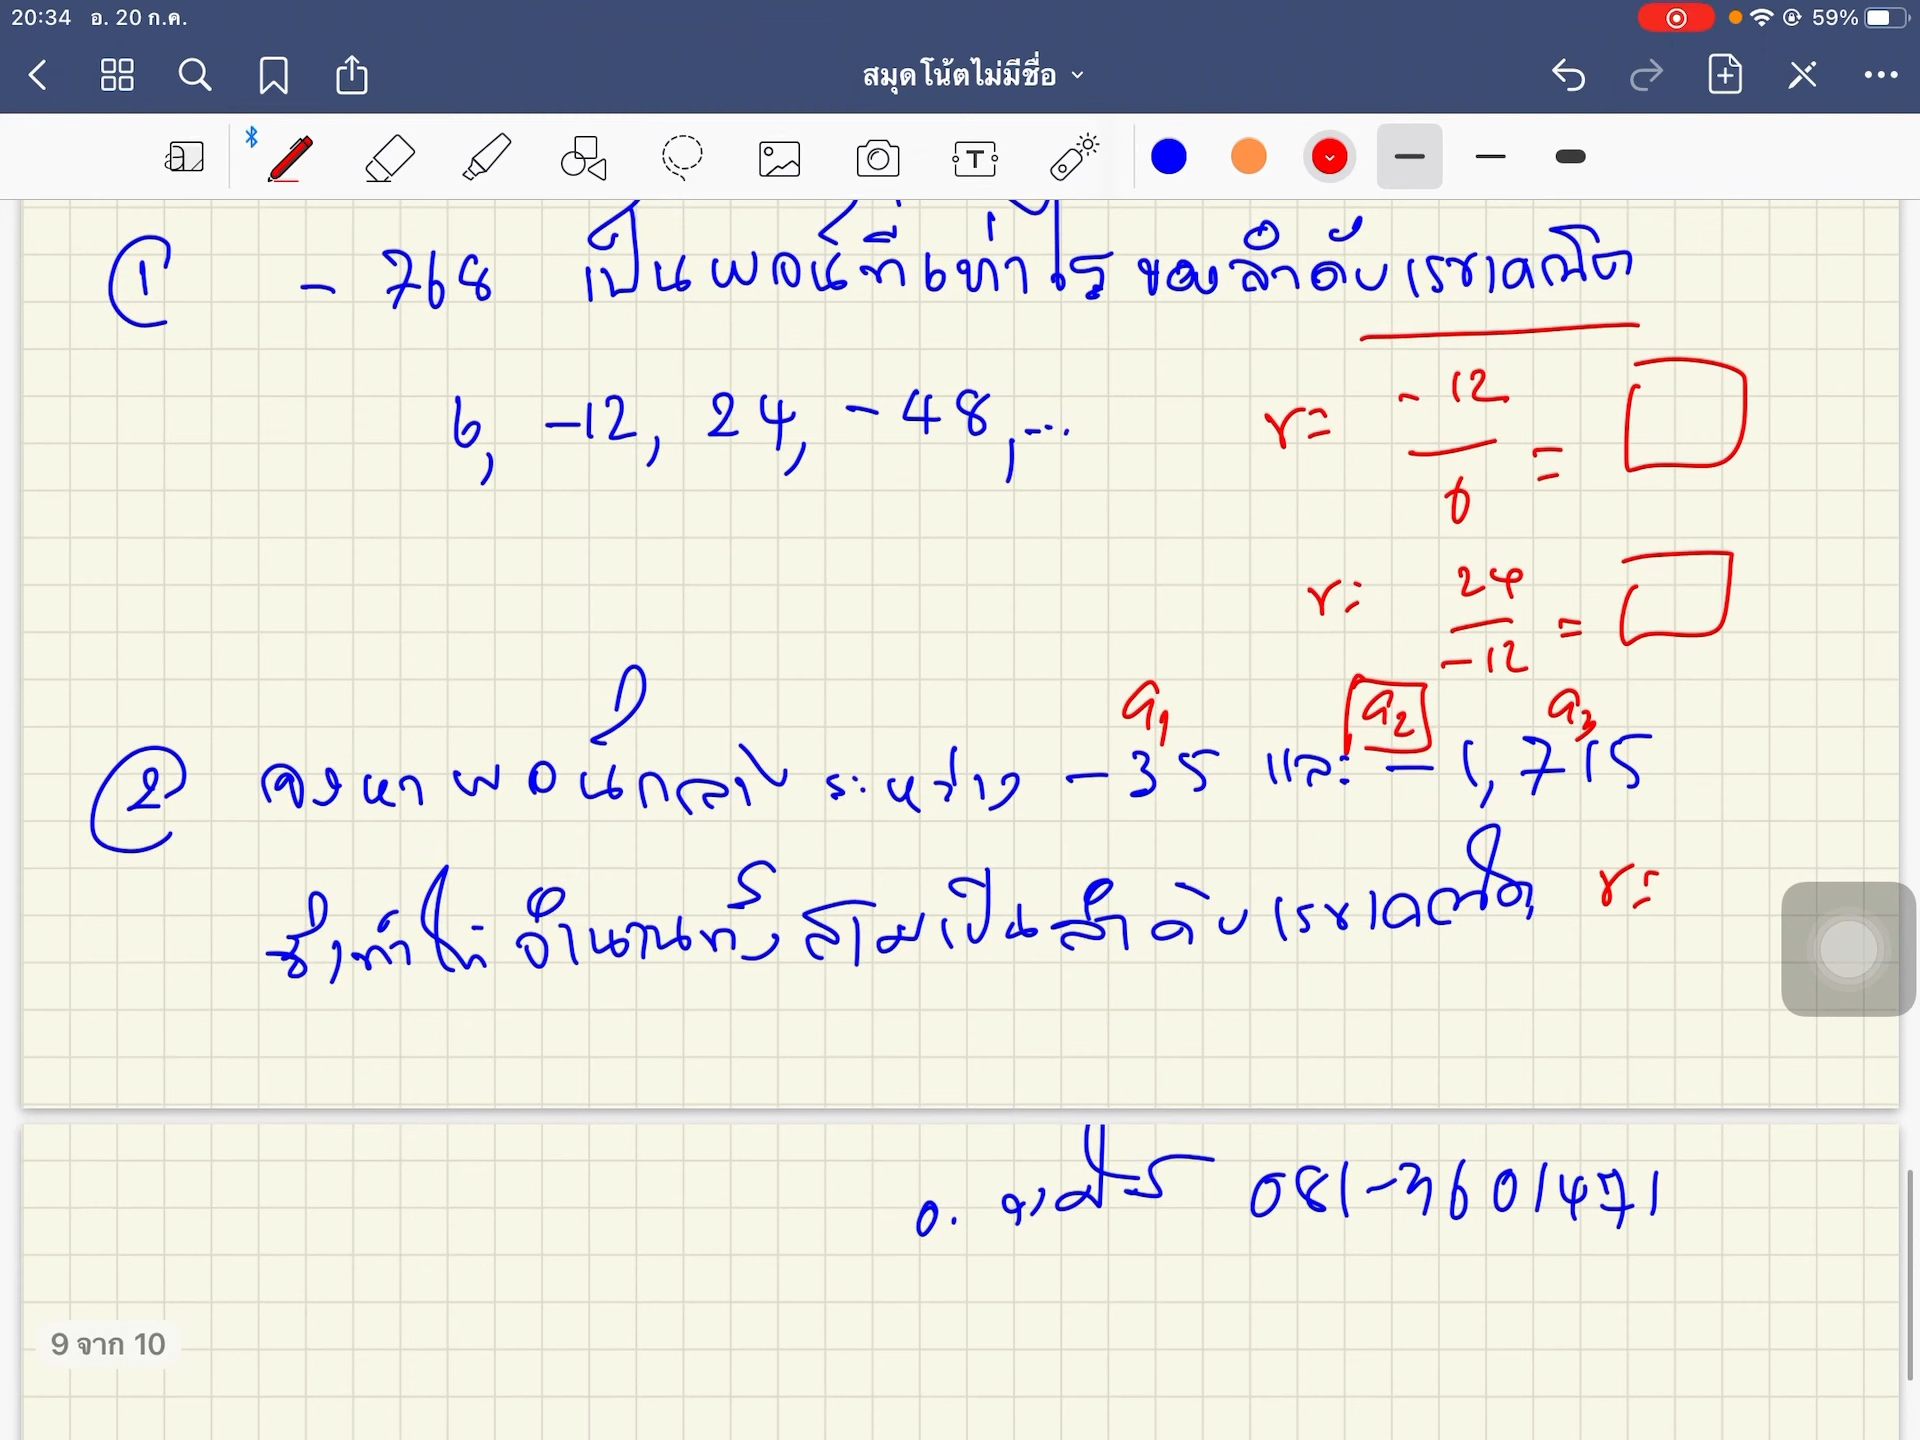 20:34 อ. 20 ก.ค. 59%
สมุดโน้ตไม่มีชื่อ
① - 768 เป็นพจน์ที่เท่าไรของลำดับเรขาคณิต
6, -12, 24, -48, ...
r = -12/6 =
r = 24/-12 =
a₁ a₂ a₃
② จงหาพจน์กลางระหว่าง -35 และ -1,715
ซึ่งทำให้จำนวนทั้งสามเป็นลำดับเรขาคณิต r =
อ. 081-3601471
9 จาก 10